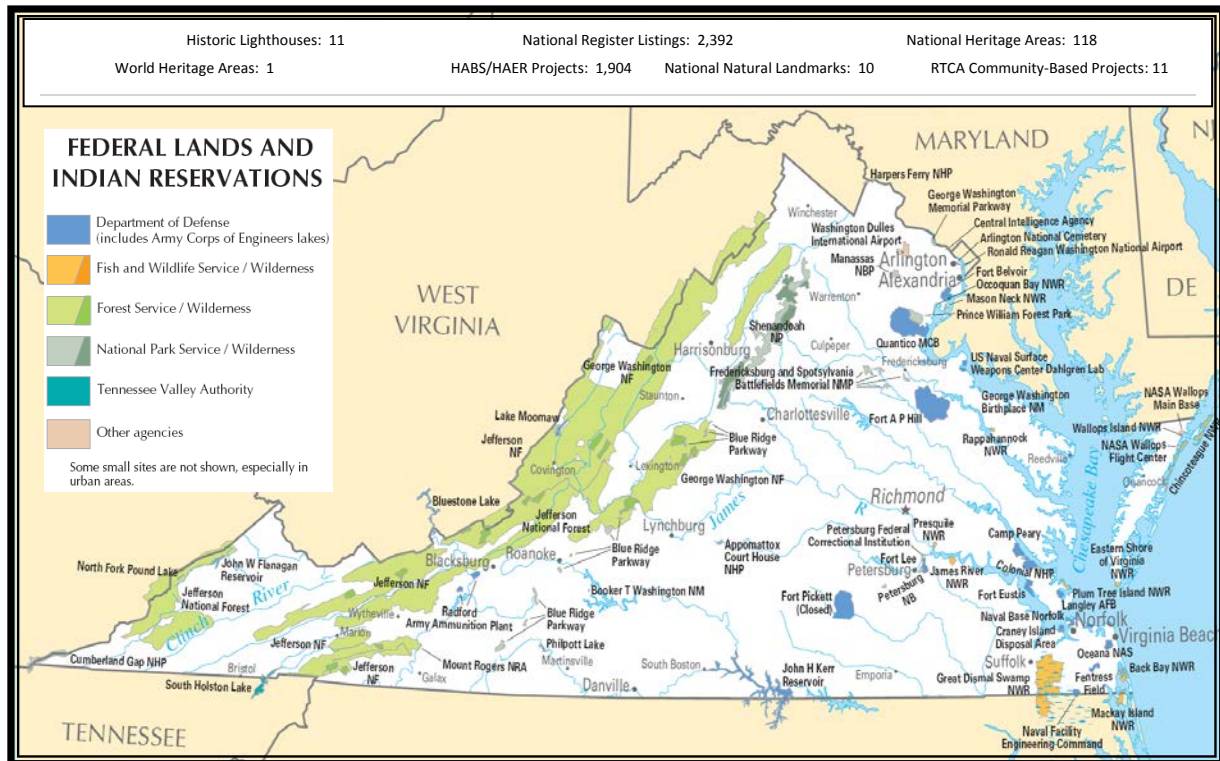 Historic Lighthouses: 11
National Register Listings: 2,392
National Heritage Areas: 118
World Heritage Areas: 1
HABS/HAER Projects: 1,904
National Natural Landmarks: 10
RTCA Community-Based Projects: 11
FEDERAL LANDS AND
INDIAN RESERVATIONS
Department of Defense
(includes Army Corps of Engineers lakes)
Fish and Wildlife Service / Wilderness
Forest Service / Wilderness
National Park Service / Wilderness
Tennessee Valley Authority
Other agencies
Some small sites are not shown, especially in
urban areas.
MARYLAND
NJ
DE
WEST
VIRGINIA
TENNESSEE
Harpers Ferry NHP
George Washington
Memorial Parkway
Winchester
Central Intelligence Agency
Washington Dulles
International Airport
Arlington National Cemetery
Ronald Reagan Washington National Airport
Manassas
NBP
Arlington
Alexandria
Fort Belvoir
Occoquan Bay NWR
Mason Neck NWR
Warrenton
Prince William Forest Park
Shenandoah
NP
Culpeper
Quantico MCB
Harrisonburg
Fredericksburg
US Naval Surface
Weapons Center Dahlgren Lab
George Washington
NF
Fredericksburg and Spotsylvania
Battlefields Memorial NMP
Staunton
George Washington
Birthplace NM
NASA Wallops
Main Base
Lake Moomaw
Charlottesville
Fort A P Hill
Wallops Island NWR
Jefferson
NF
Blue Ridge
Parkway
Rappahannock
NWR
NASA Wallops
Flight Center
Reedville
Chincoteague NWR
Covington
Lexington
George Washington NF
Quancock
Chesapeake Bay
Bluestone Lake
Richmond
James
R
Jefferson
National Forest
Lynchburg
Petersburg Federal
Correctional Institution
Presquile
NWR
Camp Peary
North Fork Pound Lake
John W Flanagan
Reservoir
Blacksburg
Roanoke
Blue Ridge
Parkway
Appomattox
Court House
NHP
Fort Lee
Petersburg
James River
NWR
Colonial NHP
Eastern Shore
of Virginia
NWR
Jefferson
National Forest
Jefferson NF
Booker T Washington NM
Petersburg
NB
Plum Tree Island NWR
Clinch
River
Radford
Army Ammunition Plant
Blue Ridge
Parkway
Fort Pickett
(Closed)
Fort Eustis
Langley AFB
Wytheville
Naval Base Norfolk
Norfolk
Marion
Craney Island
Disposal Area
Virginia Beac
Jefferson NF
Philpott Lake
Oceana NAS
Cumberland Gap NHP
Bristol
Mount Rogers NRA
Martinsville
South Boston
John H Kerr
Reservoir
Emporia
Suffolk
Back Bay NWR
Jefferson
NF
Galax
Great Dismal Swamp
NWR
Fentress
Field
South Holston Lake
Danville
Mackay Island
NWR
Naval Facility
Engineering Command